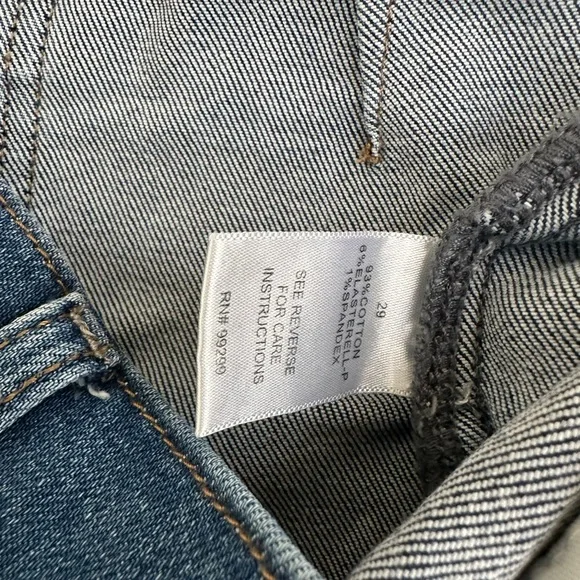 29
93%COTTON
6%ELASTERELL-P
1%SPANDEX
SEE REVERSE
FOR CARE
INSTRUCTIONS
RN# 99299